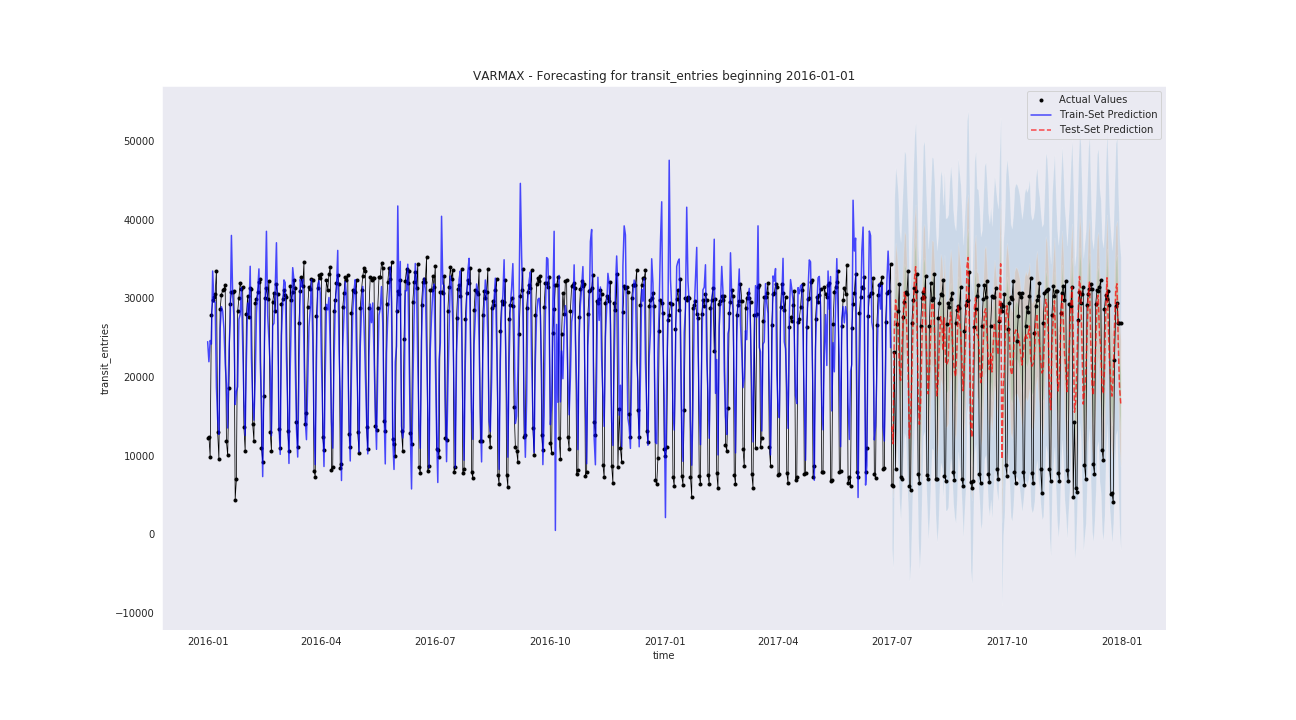 VARMAX - Forecasting for transit_entries beginning 2016-01-01
Actual Values
Train-Set Prediction
Test-Set Prediction
50000
40000
30000
20000
10000
0
−10000
transit_entries
2016-01 2016-04 2016-07 2016-10 2017-01 2017-04 2017-07 2017-10 2018-01
time